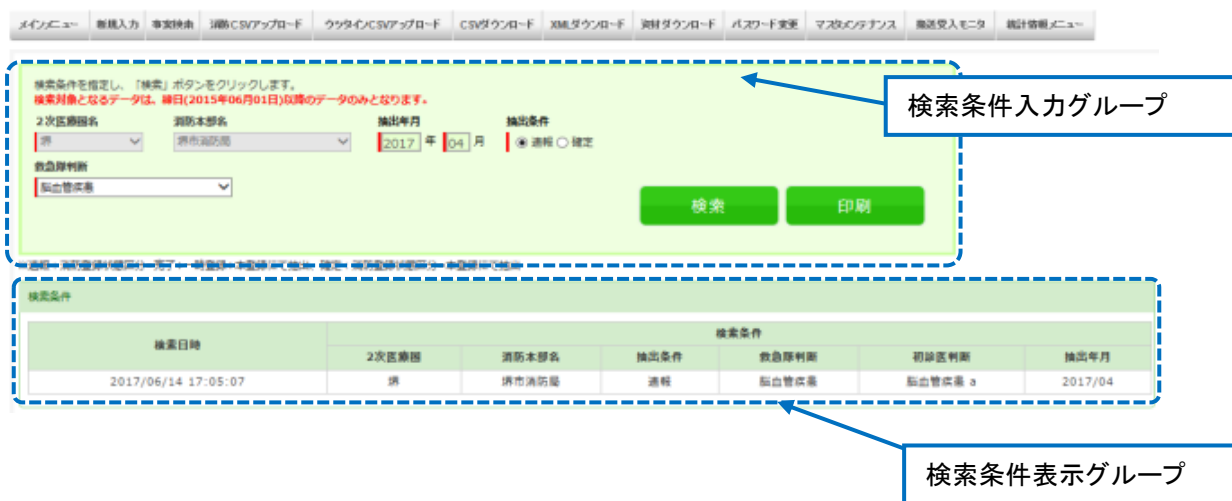 メインメニュー 新規入力 事案検索 消防CSVアップロード ウツタインCSVアップロード CSVダウンロード XMLダウンロード 資材ダウンロード パスワード変更 マスタメンテナンス 搬送受入モニタ 統計情報メニュー
検索条件を指定し、「検索」ボタンをクリックします。
検索対象となるデータは、締日(2015年06月01日)以降のデータのみとなります。
検索条件入力グループ
2次医療圏名 消防本部名 抽出年月 抽出条件
堺 堺市消防局 2017 年 04 月 速報 確定
救急隊判断
脳血管疾患
検索 印刷
検索条件
検索日時 検索条件
2次医療圏 消防本部名 抽出条件 救急隊判断 初診医判断 抽出年月
2017/06/14 17:05:07 堺 堺市消防局 速報 脳血管疾患 脳血管疾患 a 2017/04
検索条件表示グループ